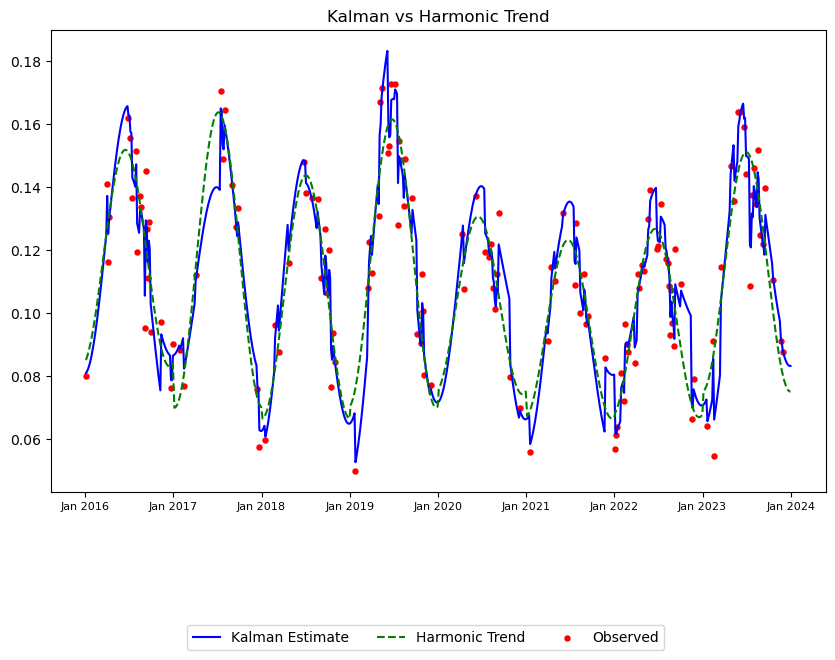 Kalman vs Harmonic Trend
0.18
0.16
0.14
0.12
0.10
0.08
0.06
Jan 2016 Jan 2017 Jan 2018 Jan 2019 Jan 2020 Jan 2021 Jan 2022 Jan 2023 Jan 2024
Kalman Estimate Harmonic Trend Observed